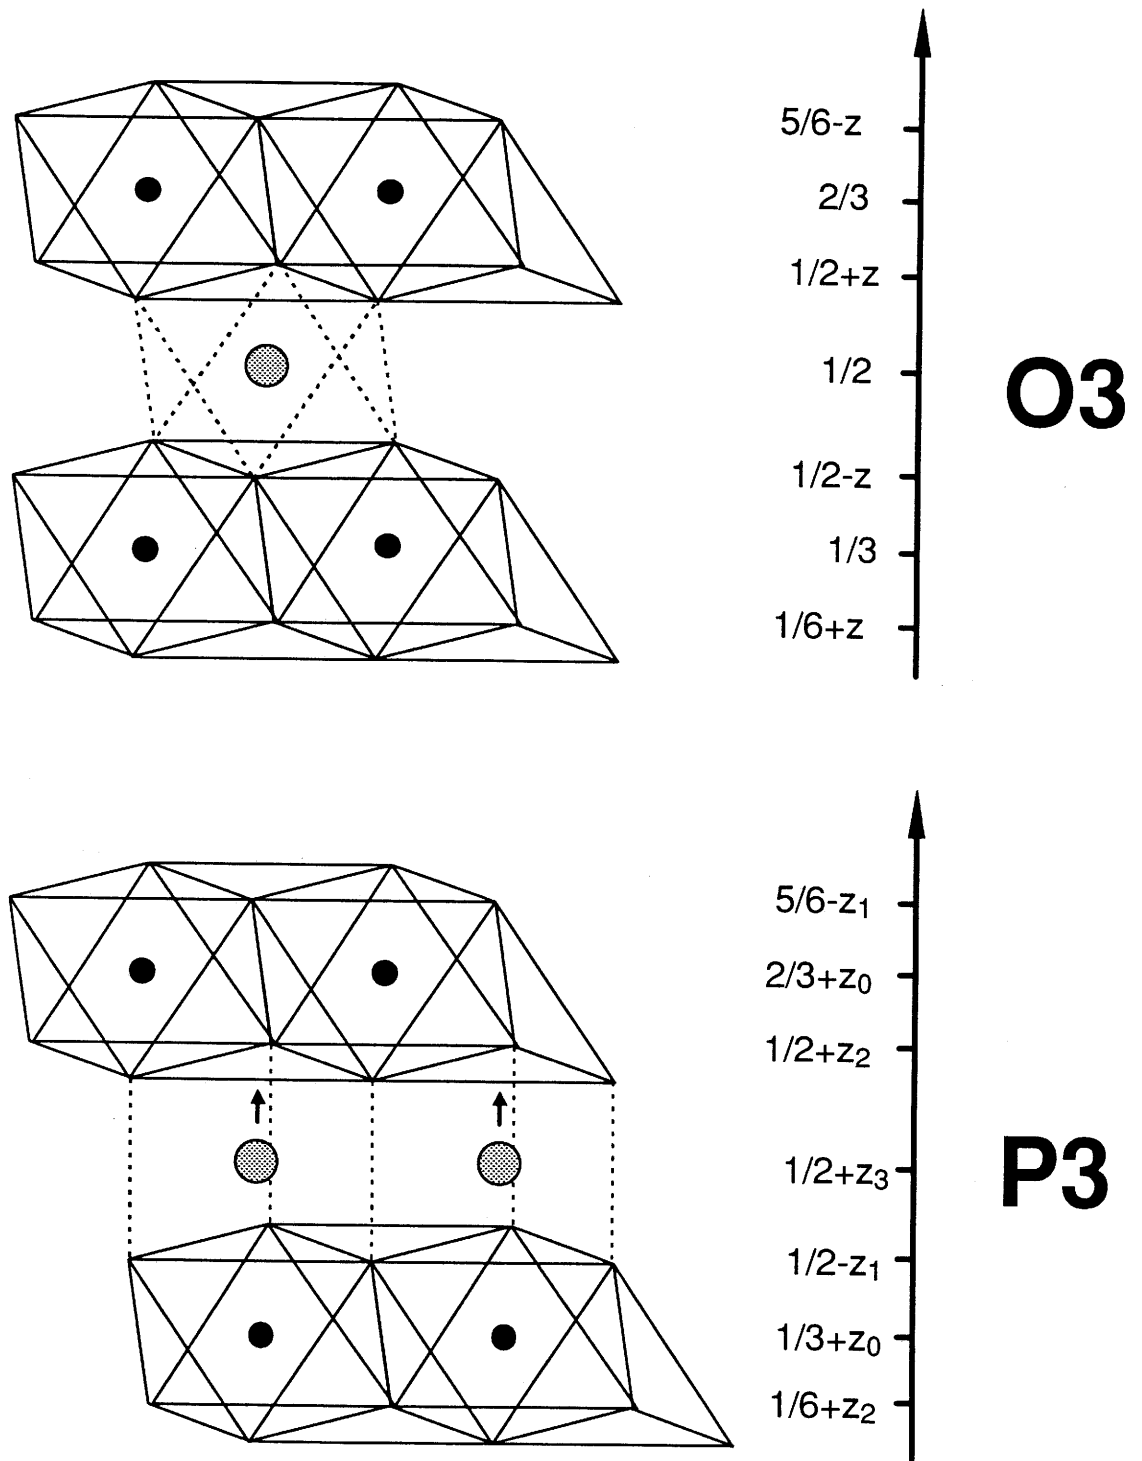 5/6-z
2/3
1/2+z
1/2
O3
1/2-z
1/3
1/6+z
5/6-z₁
2/3+z₀
1/2+z₂
1/2+z₃
P3
1/2-z₁
1/3+z₀
1/6+z₂